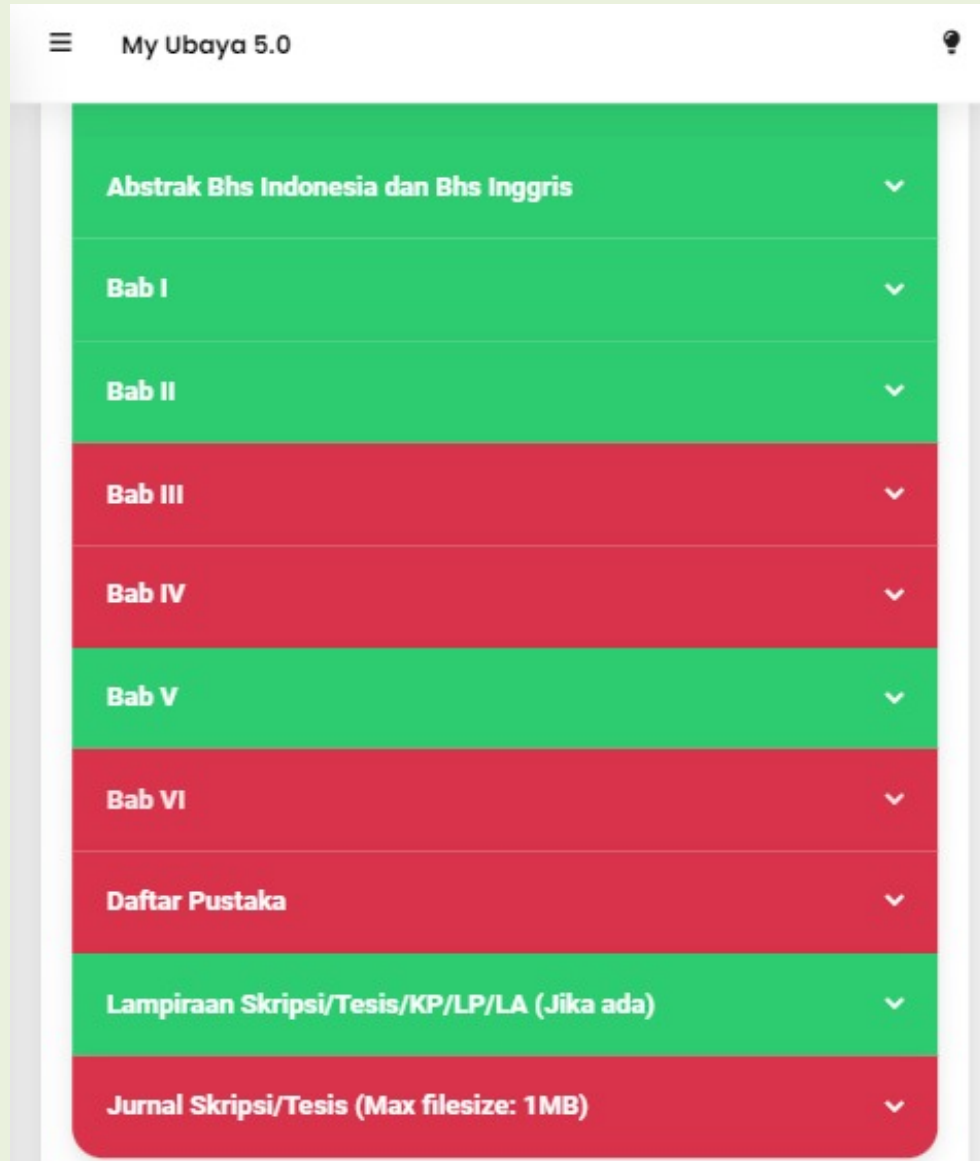 My Ubaya 5.0
Abstrak Bhs Indonesia dan Bhs Inggris
Bab I
Bab II
Bab III
Bab IV
Bab V
Bab VI
Daftar Pustaka
Lampiraan Skripsi/Tesis/KP/LP/LA (Jika ada)
Jurnal Skripsi/Tesis (Max filesize: 1MB)